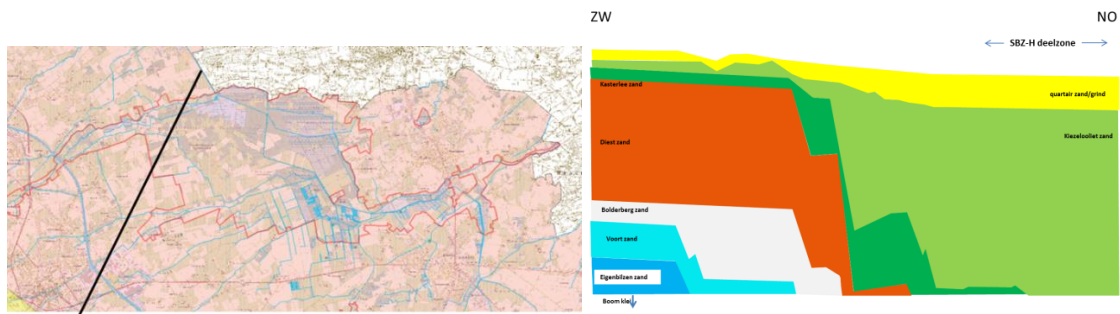 ZW
NO
SBZ-H deelzone
Kasterlee zand
quartair zand/grind
Kiezelooliet zand
Diest zand
Bolderberg zand
Voort zand
Eigenbilzen zand
Boom klei